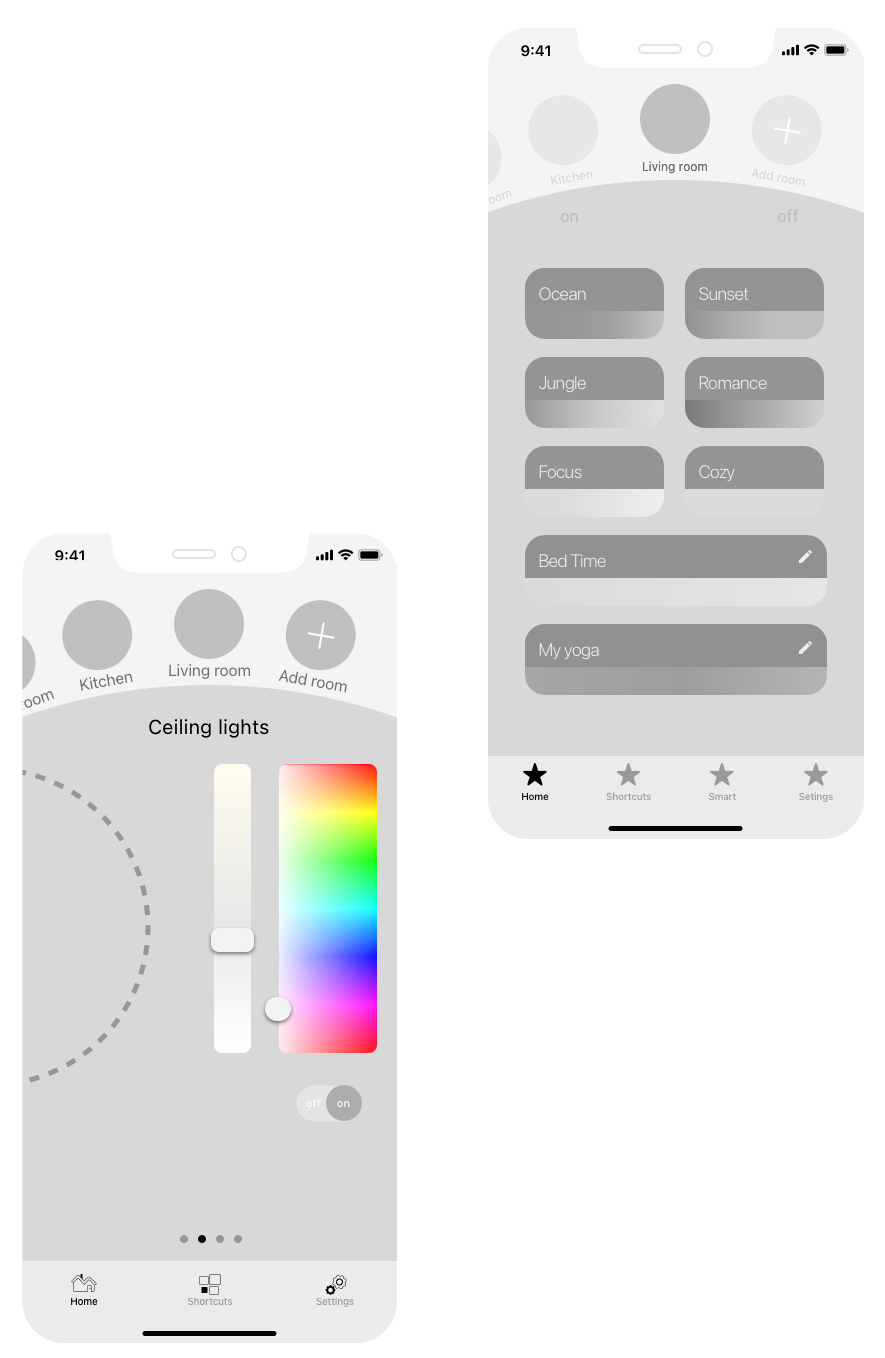 9:41
Kitchen
Living room
Add room
oom
on
off
Ocean
Sunset
Jungle
Romance
Focus
Cozy
Bed Time
My yoga
Home
Shortcuts
Smart
Setings
9:41
Kitchen
Living room
Add room
oom
Ceiling lights
off
on
Home
Shortcuts
Settings